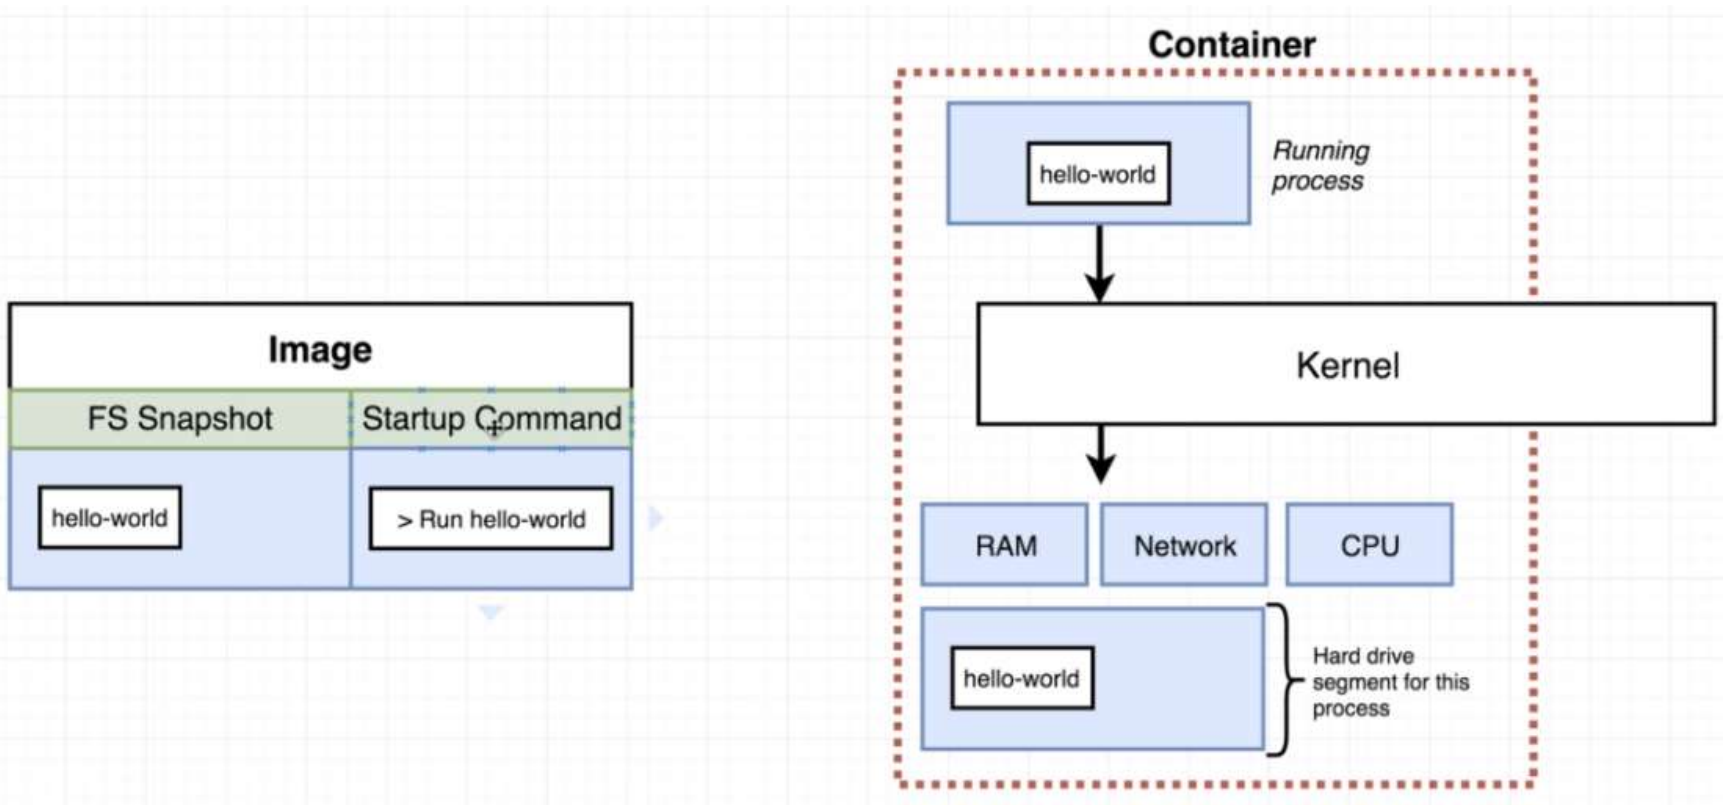 Container
hello-world
Running
process
Image
Kernel
FS Snapshot
Startup Command
hello-world
> Run hello-world
RAM
Network
CPU
hello-world
Hard drive
segment for this
process